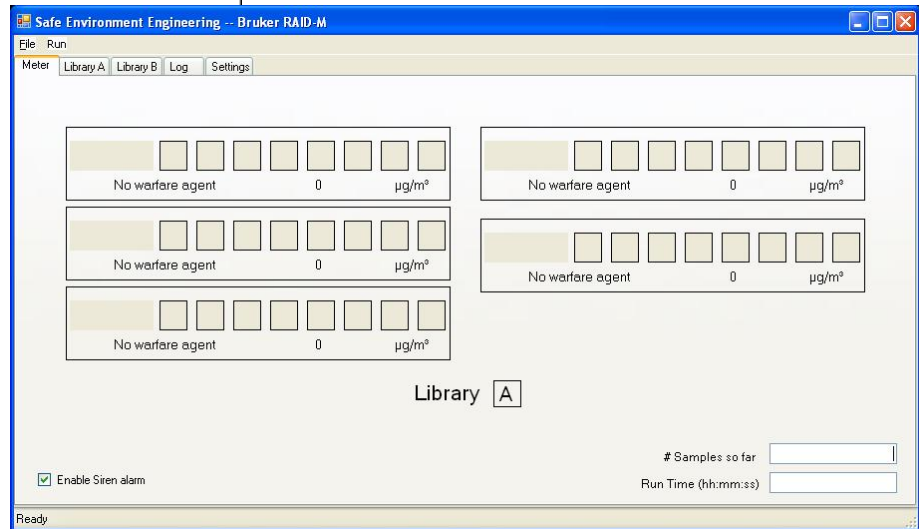 Safe Environment Engineering -- Bruker RAID-M
File Run
Meter Library A Library B Log Settings
No warfare agent 0 µg/m³
No warfare agent 0 µg/m³
No warfare agent 0 µg/m³
No warfare agent 0 µg/m³
No warfare agent 0 µg/m³
Library A
# Samples so far
Enable Siren alarm
Run Time (hh:mm:ss)
Ready